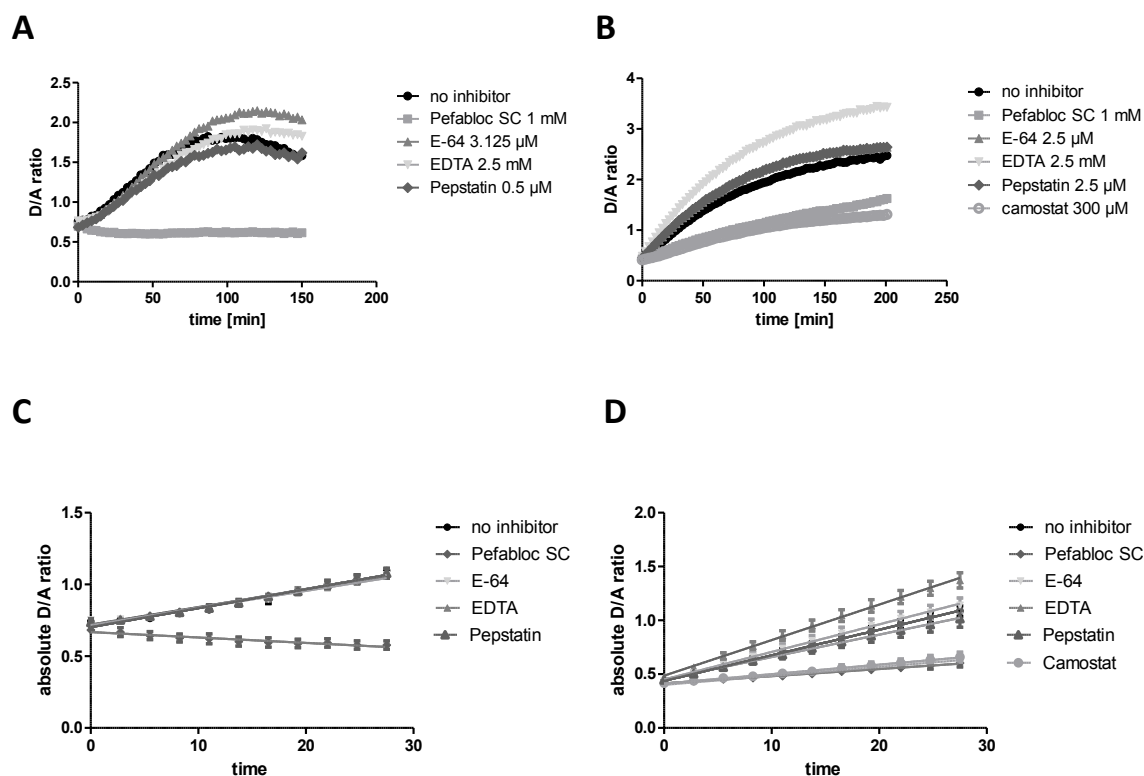 A
D/A ratio
2.5
2.0
1.5
1.0
0.5
0.0
0 50 100 150 200
time [min]
no inhibitor
Pefabloc SC 1 mM
E-64 3.125 µM
EDTA 2.5 mM
Pepstatin 0.5 µM
B
D/A ratio
4
3
2
1
0
0 50 100 150 200 250
time [min]
no inhibitor
Pefabloc SC 1 mM
E-64 2.5 µM
EDTA 2.5 mM
Pepstatin 2.5 µM
camostat 300 µM
C
absolute D/A ratio
1.5
1.0
0.5
0.0
0 10 20 30
time
no inhibitor
Pefabloc SC
E-64
EDTA
Pepstatin
D
absolute D/A ratio
2.0
1.5
1.0
0.5
0.0
0 10 20 30
time
no inhibitor
Pefabloc SC
E-64
EDTA
Pepstatin
Camostat